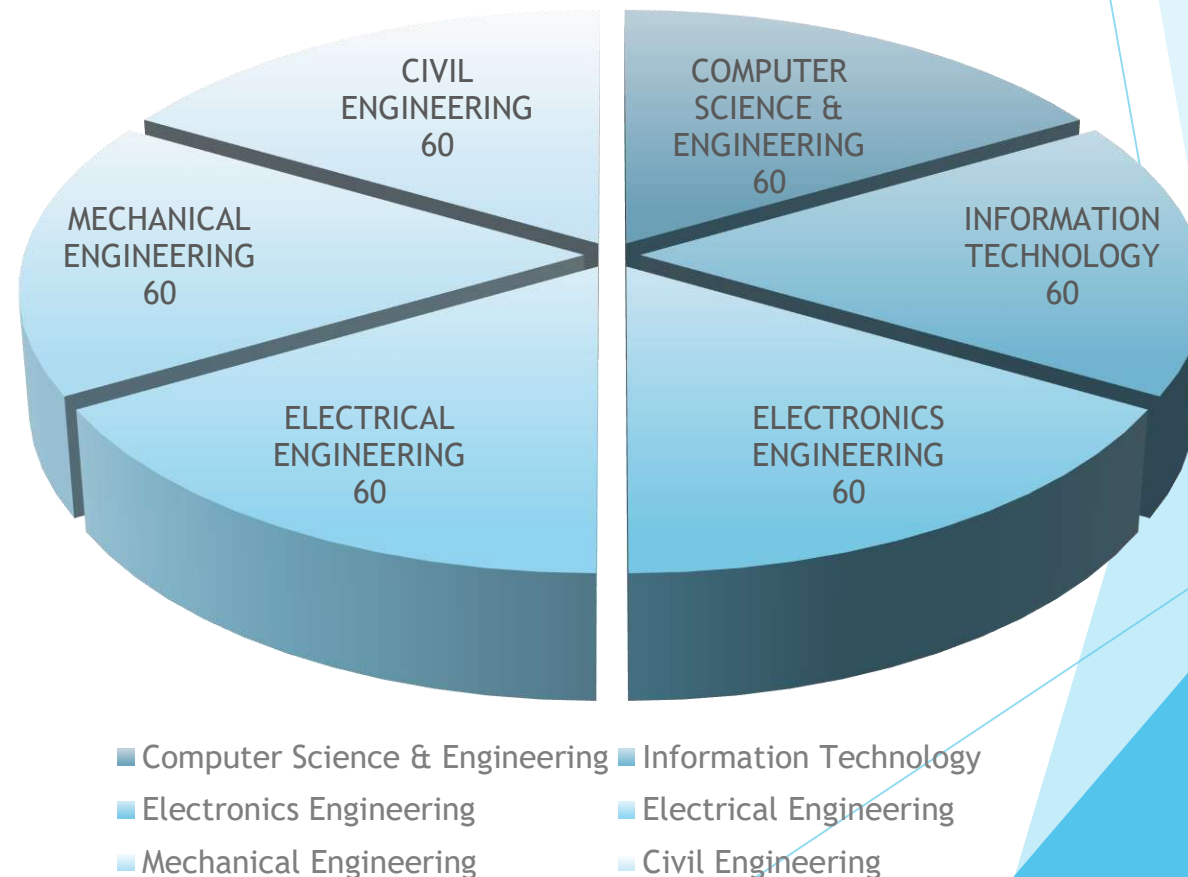 CIVIL
ENGINEERING
60
COMPUTER
SCIENCE &
ENGINEERING
60
MECHANICAL
ENGINEERING
60
INFORMATION
TECHNOLOGY
60
ELECTRICAL
ENGINEERING
60
ELECTRONICS
ENGINEERING
60
Computer Science & Engineering
Information Technology
Electronics Engineering
Electrical Engineering
Mechanical Engineering
Civil Engineering